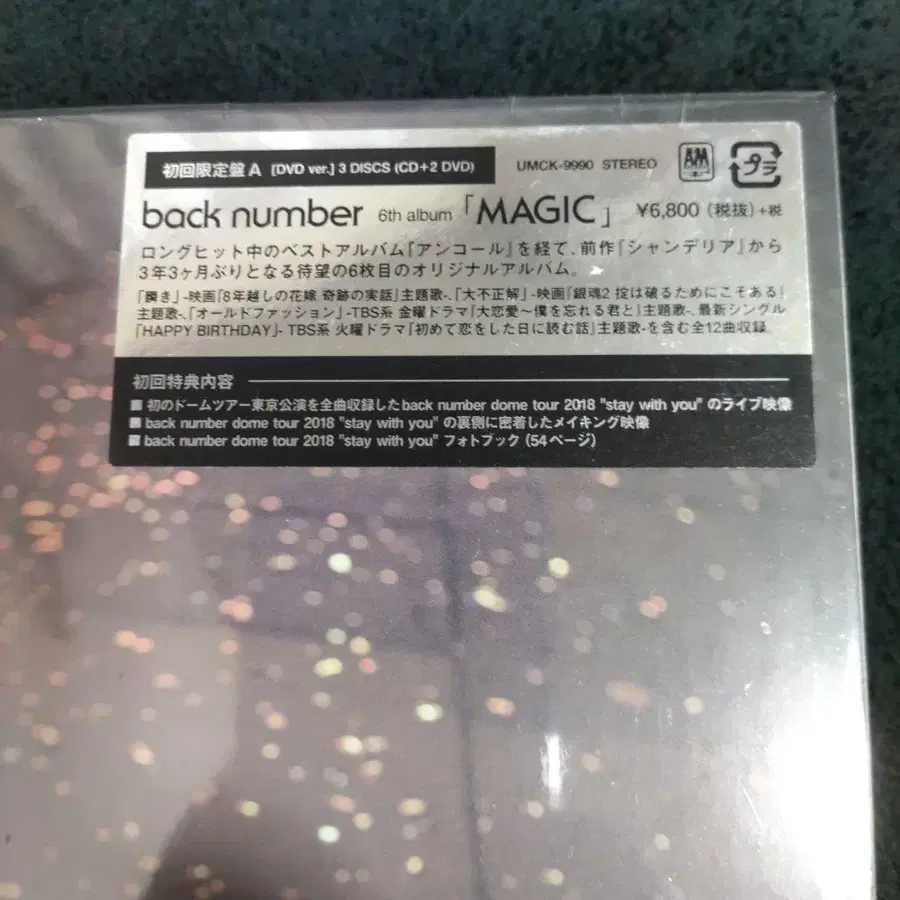 初回限定盤 A [DVD ver.] 3 DISCS (CD+2 DVD) UMCK-9990 STEREO A&M プラ
back number 6th album「MAGIC」 ¥6,800(税抜)+税
ロングヒット中のベストアルバム『アンコール』を経て、前作『シャンデリア』から
3年3ヶ月ぶりとなる待望の6枚目のオリジナルアルバム。
「瞬き」-映画『8年越しの花嫁 奇跡の実話』主題歌-、「大不正解」-映画『銀魂2 掟は破るためにこそある』
主題歌-、「オールドファッション」-TBS系 金曜ドラマ『大恋愛〜僕を忘れる君と』主題歌-、最新シングル
「HAPPY BIRTHDAY」- TBS系 火曜ドラマ『初めて恋をした日に読む話』主題歌-を含む全12曲収録。
初回特典内容
■ 初のドームツアー東京公演を全曲収録したback number dome tour 2018 "stay with you" のライブ映像
■ back number dome tour 2018 "stay with you" の裏側に密着したメイキング映像
■ back number dome tour 2018 "stay with you" フォトブック(54ページ)